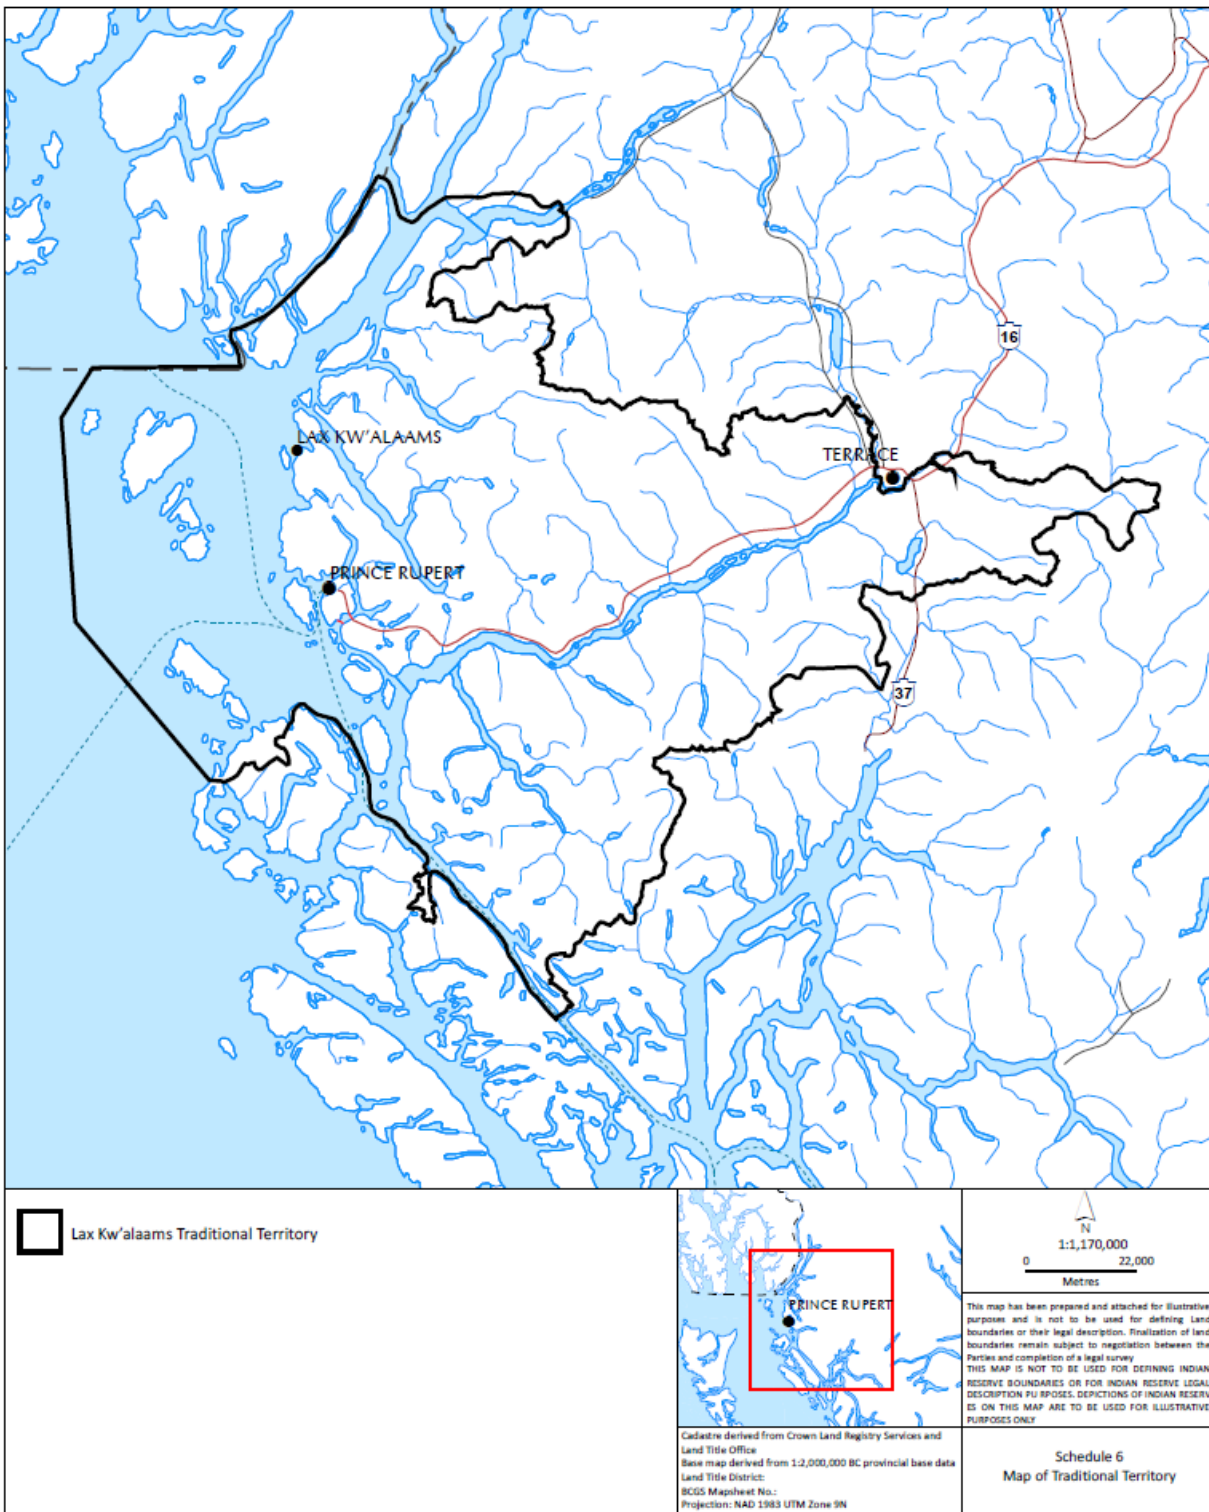 16
LAX KW'ALAAMS
TERRACE
PRINCE RUPERT
37
Lax Kw'alaams Traditional Territory
PRINCE RUPERT
N
1:1,170,000
0 22,000
Metres
This map has been prepared and attached for illustrative
purposes and is not to be used for defining Land
boundaries or their legal description. Finalization of land
boundaries remain subject to negotiation between the
Parties and completion of a legal survey
THIS MAP IS NOT TO BE USED FOR DEFINING INDIAN
RESERVE BOUNDARIES OR FOR INDIAN RESERVE LEGAL
DESCRIPTION PU RPOSES. DEPICTIONS OF INDIAN RESERV
ES ON THIS MAP ARE TO BE USED FOR ILLUSTRATIVE
PURPOSES ONLY
Cadastre derived from Crown Land Registry Services and
Land Title Office
Base map derived from 1:2,000,000 BC provincial base data
Land Title District:
BCGS Mapsheet No.:
Projection: NAD 1983 UTM Zone 9N
Schedule 6
Map of Traditional Territory